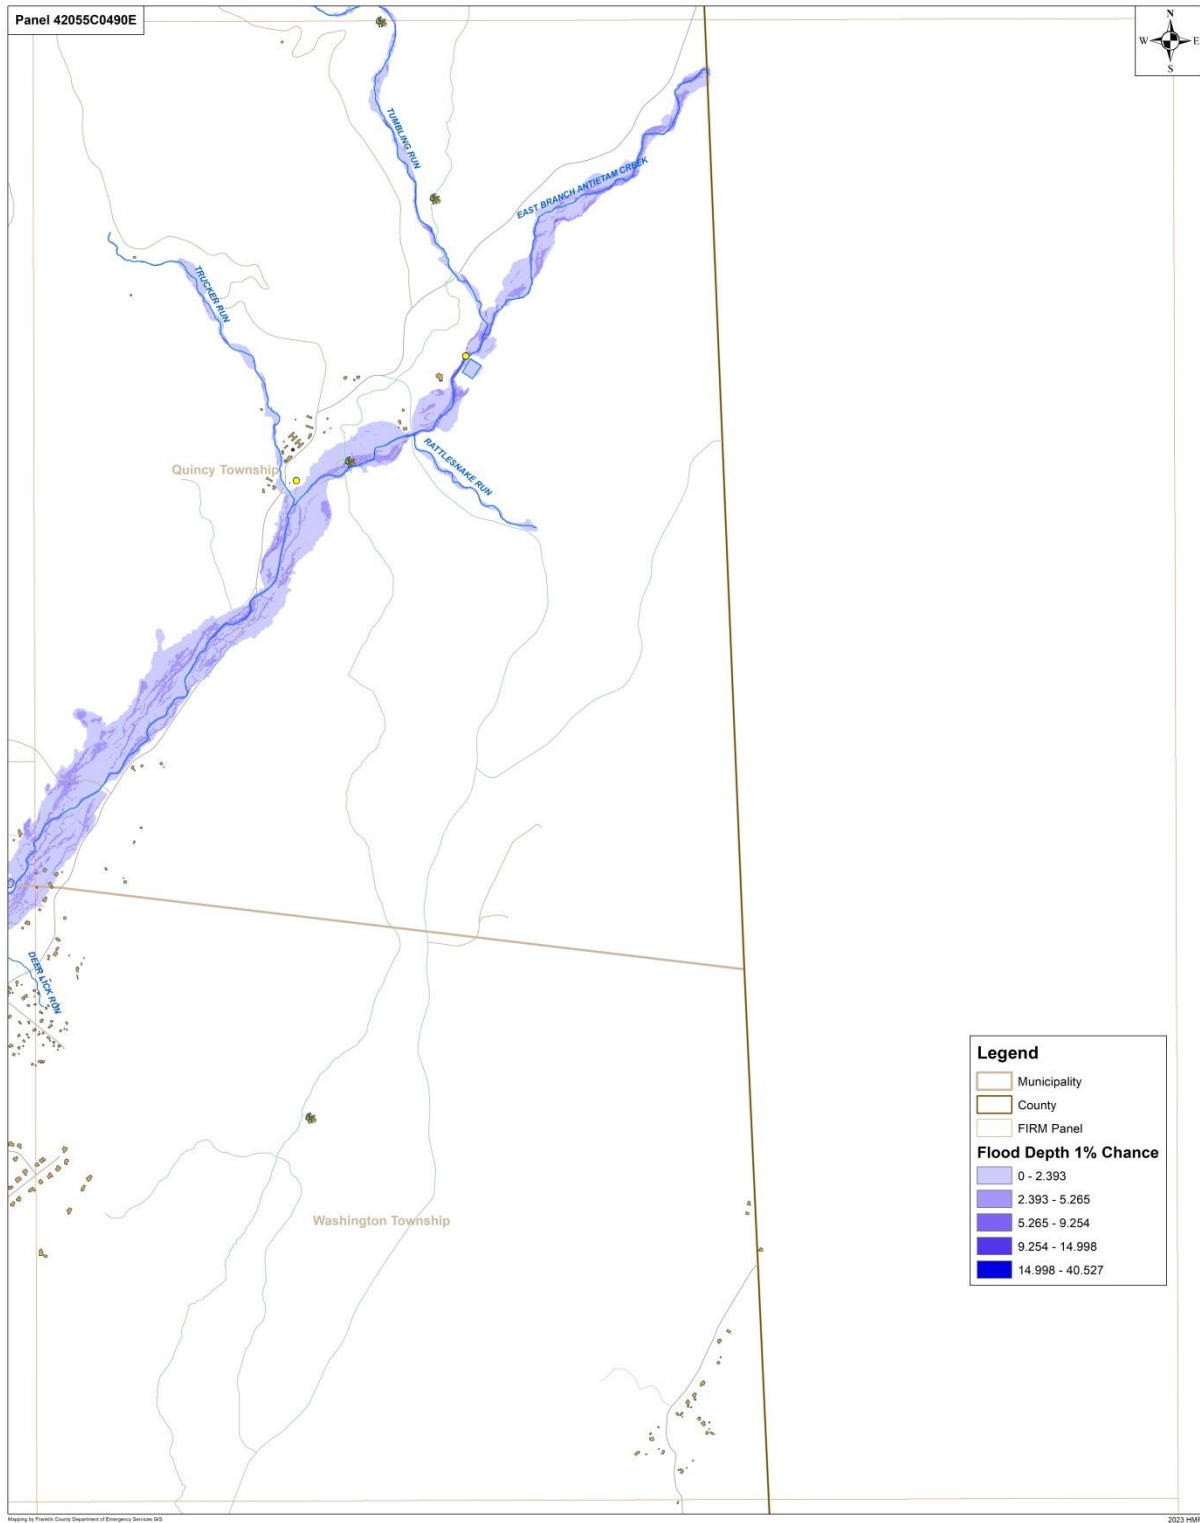 Panel 42055C0490E
N
W E
S
TUMBLING RUN
EAST BRANCH ANTIETAM CREEK
TRUCKER RUN
RATTLESNAKE RUN
Quincy Township
DEER LICK RUN
Washington Township
Legend
Municipality
County
FIRM Panel
Flood Depth 1% Chance
0 - 2.393
2.393 - 5.265
5.265 - 9.254
9.254 - 14.998
14.998 - 40.527
Mapping by Franklin County Department of Emergency Services GIS
2023 HMP